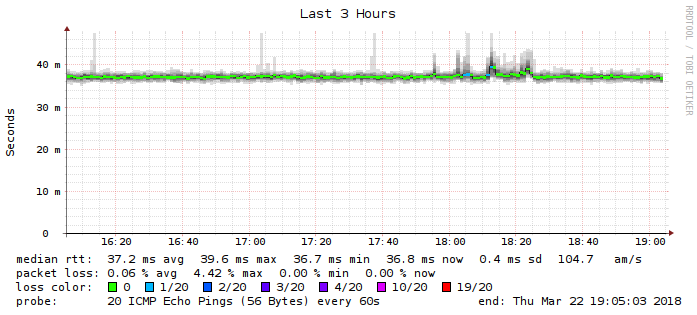 Last 3 Hours
RRDTOOL / TOBI OETIKER
Seconds
40 m
30 m
20 m
10 m
0
16:20 16:40 17:00 17:20 17:40 18:00 18:20 18:40 19:00
median rtt: 37.2 ms avg 39.6 ms max 36.7 ms min 36.8 ms now 0.4 ms sd 104.7 am/s
packet loss: 0.06 % avg 4.42 % max 0.00 % min 0.00 % now
loss color: 0 1/20 2/20 3/20 4/20 10/20 19/20
probe: 20 ICMP Echo Pings (56 Bytes) every 60s end: Thu Mar 22 19:05:03 2018